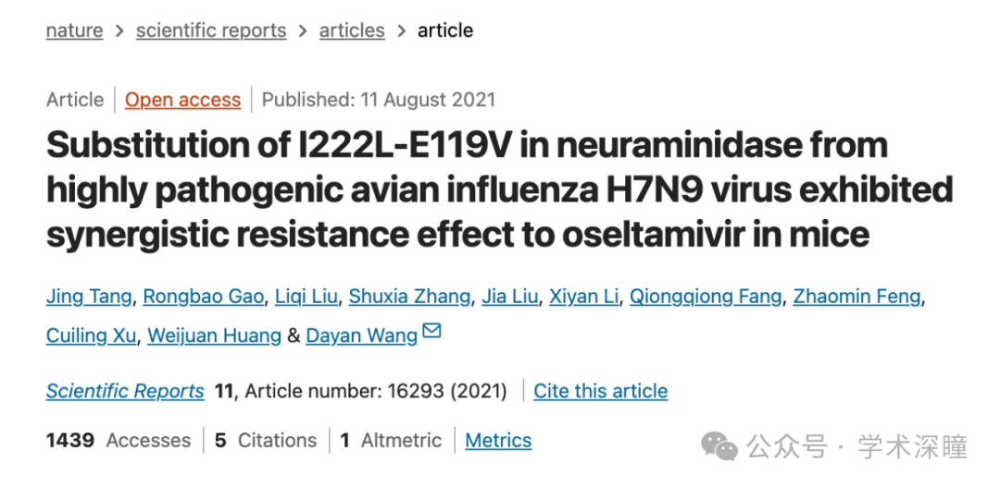 nature > scientific reports > articles > article
Article | Open access | Published: 11 August 2021
Substitution of I222L-E119V in neuraminidase from
highly pathogenic avian influenza H7N9 virus exhibited
synergistic resistance effect to oseltamivir in mice
Jing Tang, Rongbao Gao, Liqi Liu, Shuxia Zhang, Jia Liu, Xiyan Li, Qiongqiong Fang, Zhaomin Feng,
Cuiling Xu, Weijuan Huang & Dayan Wang
Scientific Reports 11, Article number: 16293 (2021) | Cite this article
1439 Accesses | 5 Citations | 1 Altmetric | Metrics
公众号 · 学术深瞳